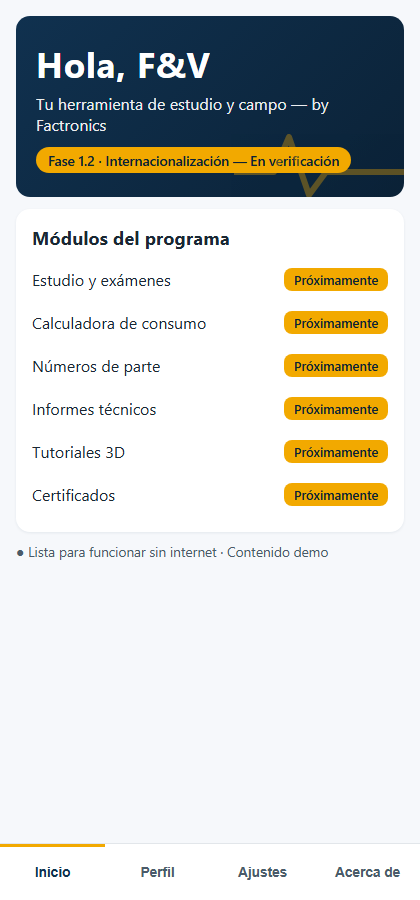 Hola, F&V
Tu herramienta de estudio y campo — by
Factronics
Fase 1.2 · Internacionalización — En verificación
Módulos del programa
Estudio y exámenes Próximamente
Calculadora de consumo Próximamente
Números de parte Próximamente
Informes técnicos Próximamente
Tutoriales 3D Próximamente
Certificados Próximamente
● Lista para funcionar sin internet · Contenido demo
Inicio Perfil Ajustes Acerca de